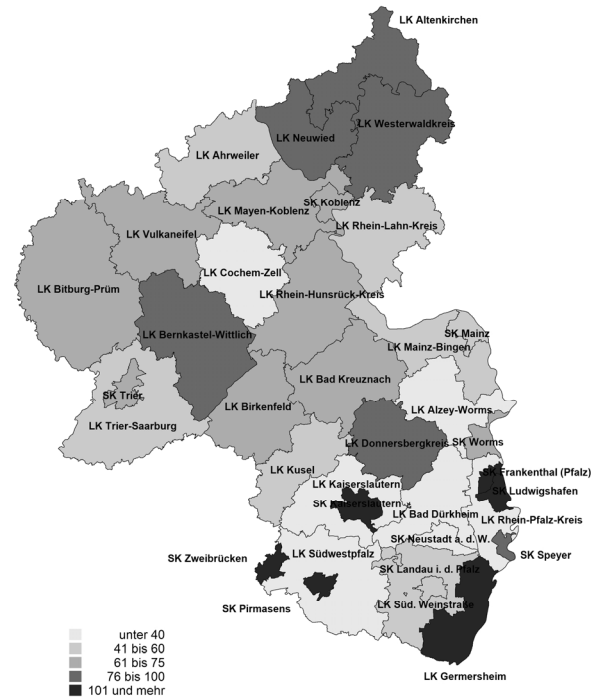 LK Altenkirchen
LK Westerwaldkreis
LK Neuwied
LK Ahrweiler
SK Koblenz
LK Mayen-Koblenz
LK Rhein-Lahn-Kreis
LK Vulkaneifel
LK Cochem-Zell
LK Bitburg-Prüm
LK Rhein-Hunsrück-Kreis
LK Bernkastel-Wittlich
SK Mainz
LK Mainz-Bingen
LK Bad Kreuznach
SK Trier
LK Birkenfeld
LK Alzey-Worms
LK Trier-Saarburg
LK Donnersbergkreis
SK Worms
LK Kusel
SK Frankenthal (Pfalz)
LK Kaiserslautern
SK Ludwigshafen
SK Kaiserslautern
LK Bad Dürkheim
LK Rhein-Pfalz-Kreis
SK Neustadt a. d. W.
SK Zweibrücken
LK Südwestpfalz
SK Speyer
SK Landau i. d. Pfalz
SK Pirmasens
LK Süd. Weinstraße
LK Germersheim
unter 40
41 bis 60
61 bis 75
76 bis 100
101 und mehr